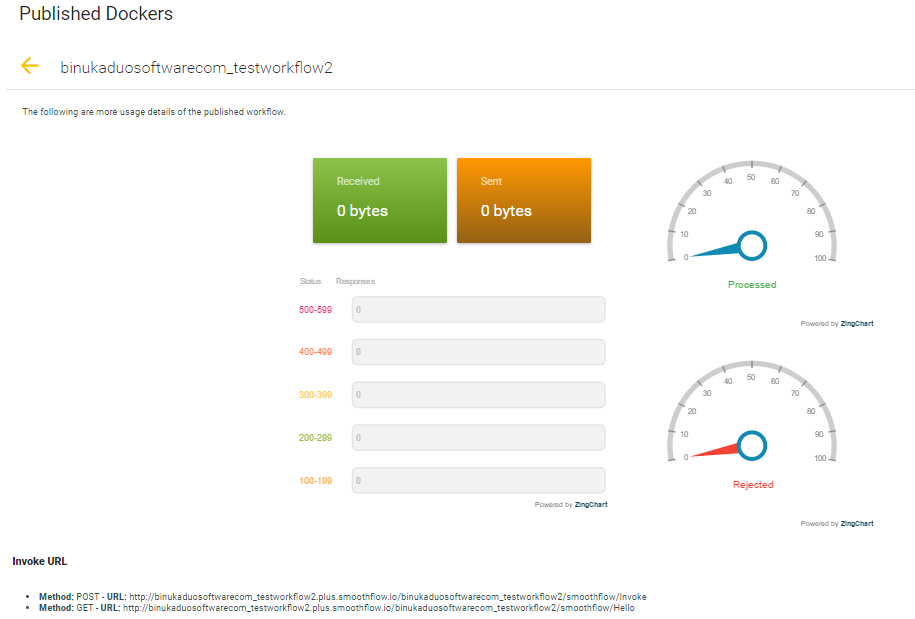 Published Dockers
binukaduosoftwarecom_testworkflow2
The following are more usage details of the published workflow.
Received
0 bytes
Sent
0 bytes
Status Responses
500-599 0
400-499 0
300-399 0
200-299 0
100-199 0
Powered by ZingChart
0 10 20 30 40 50 60 70 80 90 100
Processed
Powered by ZingChart
0 10 20 30 40 50 60 70 80 90 100
Rejected
Powered by ZingChart
Invoke URL
• Method: POST - URL: http://binukaduosoftwarecom_testworkflow2.plus.smoothflow.io/binukaduosoftwarecom_testworkflow2/smoothflow/Invoke
• Method: GET - URL: http://binukaduosoftwarecom_testworkflow2.plus.smoothflow.io/binukaduosoftwarecom_testworkflow2/smoothflow/Hello